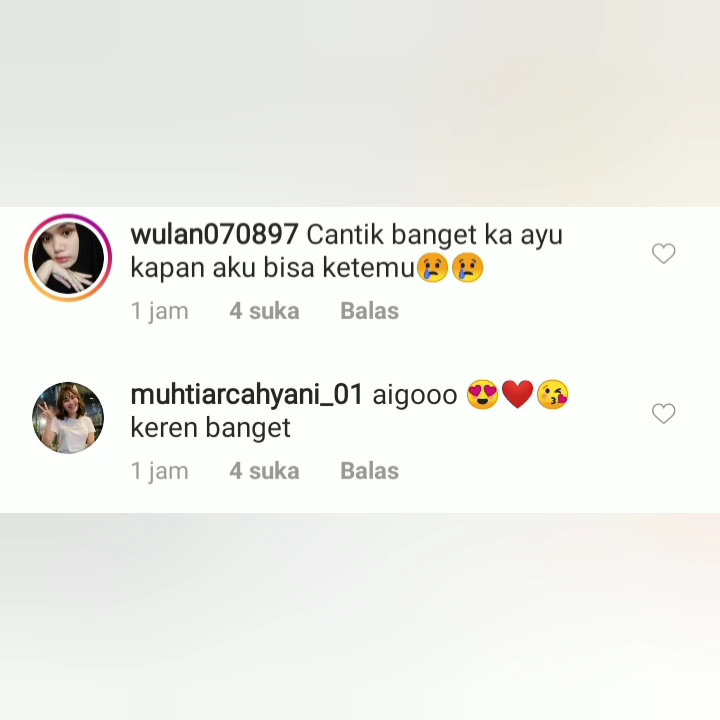 wulan070897 Cantik banget ka ayu
kapan aku bisa ketemu😢😢
1 jam 4 suka Balas
muhtiarcahyani_01 aigooo 😍❤️😘
keren banget
1 jam 4 suka Balas